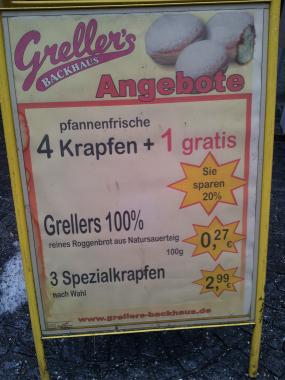 Greller's
BACKHAUS
Angebote
pfannenfrische
4 Krapfen + 1 gratis
Sie
sparen
20%
Grellers 100%
reines Roggenbrot aus Natursauerteig
100g
0,27 €
3 Spezialkrapfen
nach Wahl
2,99 €
www.grellers-backhaus.de